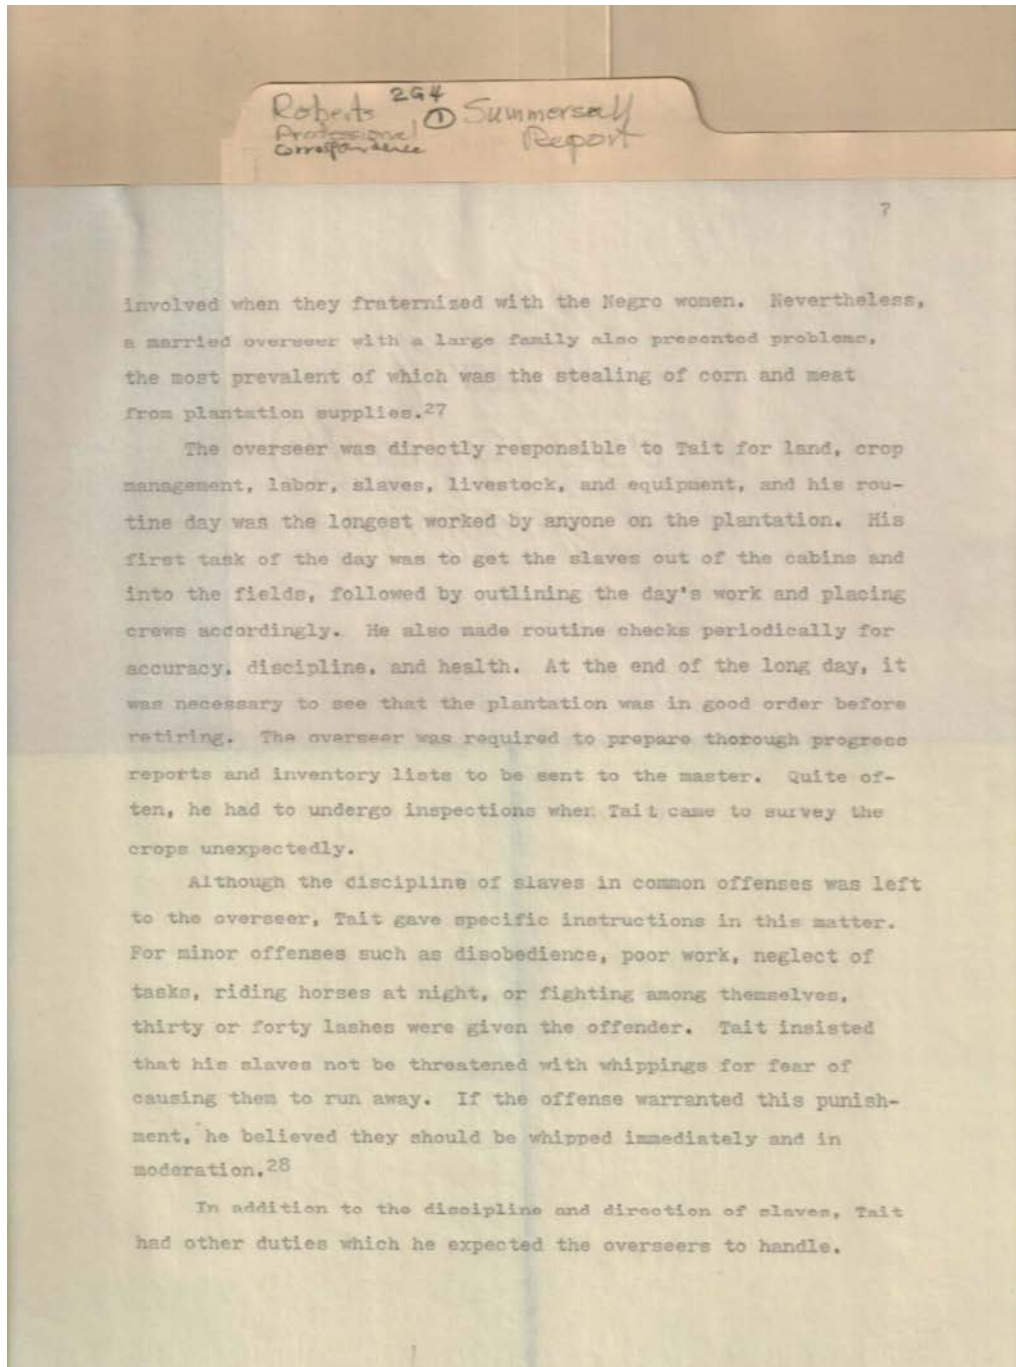 2G4
Roberts ① Summersell
Professional Report
Correspondence
7
involved when they fraternized with the Negro women. Nevertheless,
a married overseer with a large family also presented problems,
the most prevalent of which was the stealing of corn and meat
from plantation supplies.27
The overseer was directly responsible to Tait for land, crop
management, labor, slaves, livestock, and equipment, and his rou-
tine day was the longest worked by anyone on the plantation. His
first task of the day was to get the slaves out of the cabins and
into the fields, followed by outlining the day's work and placing
crews accordingly. He also made routine checks periodically for
accuracy, discipline, and health. At the end of the long day, it
was necessary to see that the plantation was in good order before
retiring. The overseer was required to prepare thorough progress
reports and inventory lists to be sent to the master. Quite of-
ten, he had to undergo inspections when Tait came to survey the
crops unexpectedly.
Although the discipline of slaves in common offenses was left
to the overseer, Tait gave specific instructions in this matter.
For minor offenses such as disobedience, poor work, neglect of
tasks, riding horses at night, or fighting among themselves,
thirty or forty lashes were given the offender. Tait insisted
that his slaves not be threatened with whippings for fear of
causing them to run away. If the offense warranted this punish-
ment, he believed they should be whipped immediately and in
moderation.28
In addition to the discipline and direction of slaves, Tait
had other duties which he expected the overseers to handle.